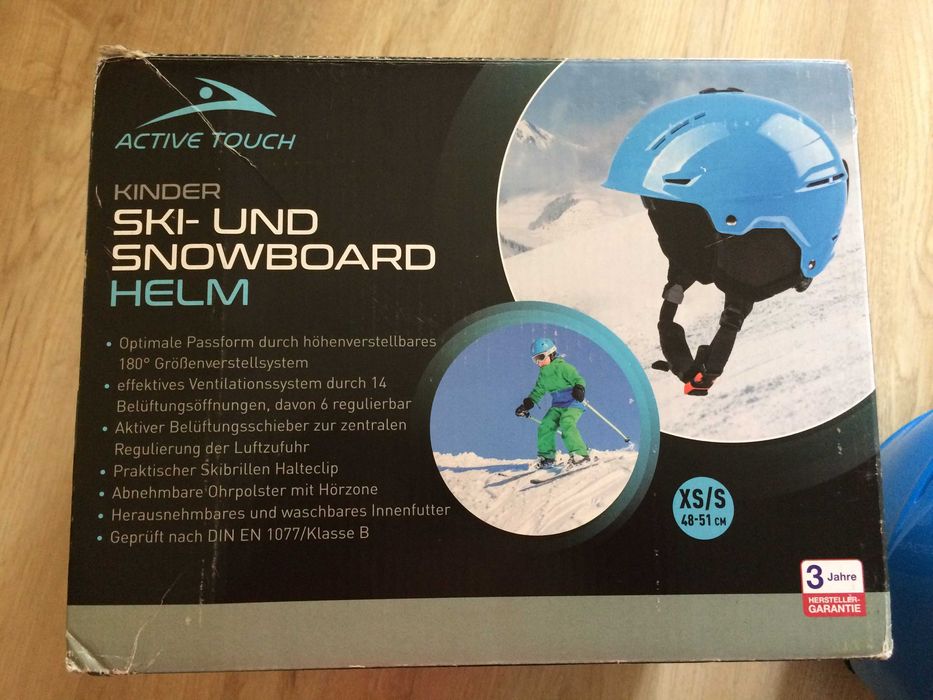 ACTIVE TOUCH
KINDER
SKI- UND
SNOWBOARD
HELM
• Optimale Passform durch höhenverstellbares
180° Größenverstellsystem
• effektives Ventilationssystem durch 14
Belüftungsöffnungen, davon 6 regulierbar
• Aktiver Belüftungsschieber zur zentralen
Regulierung der Luftzufuhr
• Praktischer Skibrillen Halteclip
• Abnehmbare Ohrpolster mit Hörzone
• Herausnehmbares und waschbares Innenfutter
• Geprüft nach DIN EN 1077/Klasse B
XS/S
48-51 CM
3 Jahre
HERSTELLER-
GARANTIE